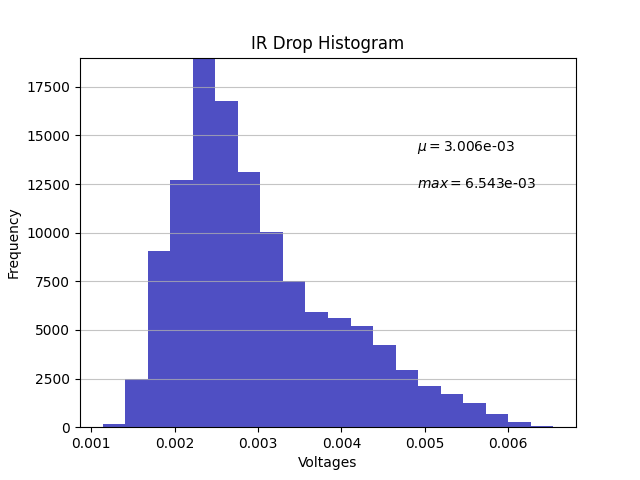 IR Drop Histogram
17500
15000
12500
10000
7500
5000
2500
0
Frequency
μ = 3.006e-03
max = 6.543e-03
0.001 0.002 0.003 0.004 0.005 0.006
Voltages